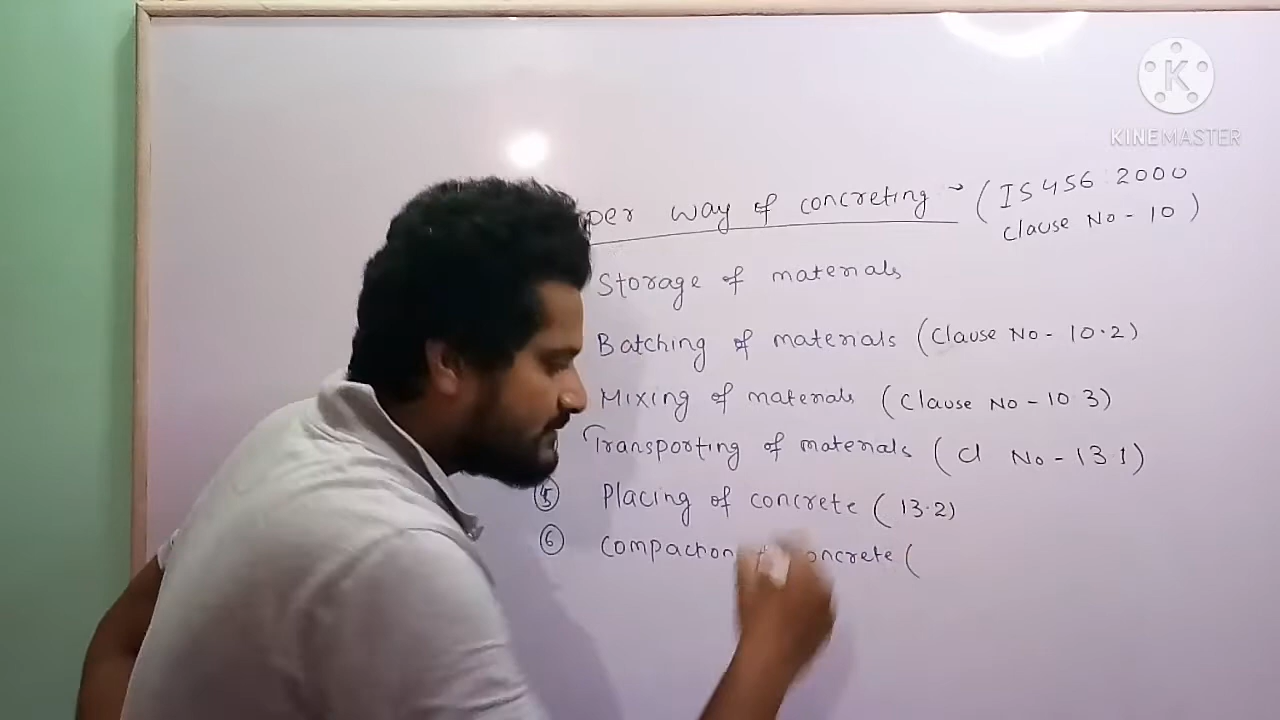 K
KINEMASTER
per way of concreting → (IS 456 : 2000
Clause No - 10)
Storage of materials
Batching of materials (Clause No - 10.2)
Mixing of materials (Clause No - 10.3)
Transporting of materials (Cl No - 13.1)
⑤ Placing of concrete (13.2)
⑥ Compaction of concrete (